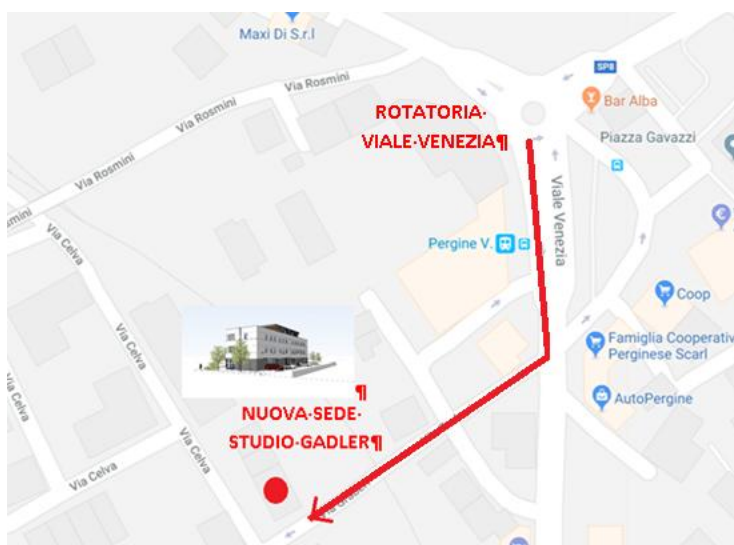 Maxi Di S.r.l
SP8
Via Rosmini
ROTATORIA·
VIALE·VENEZIA¶
Bar Alba
Piazza Gavazzi
Via Rosmini
Via Rosmini
Viale Venezia
Via Celva
Pergine V.
Coop
Famiglia Cooperativ
Perginese Scarl
Via Celva
¶
NUOVA·SEDE·
STUDIO·GADLER¶
AutoPergine
Via Celva
Via Celva
Via Celva